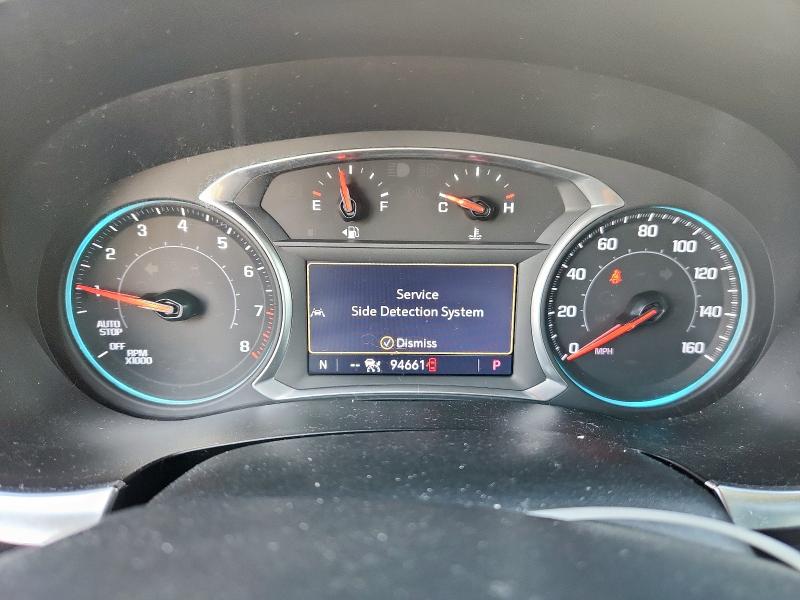 1 2 3 4 5 6 7 8
AUTO
STOP
OFF
RPM
X1000
E F
C H
Service
Side Detection System
Dismiss
N -- 94661 P
0 20 40 60 80 100 120 140 160
MPH